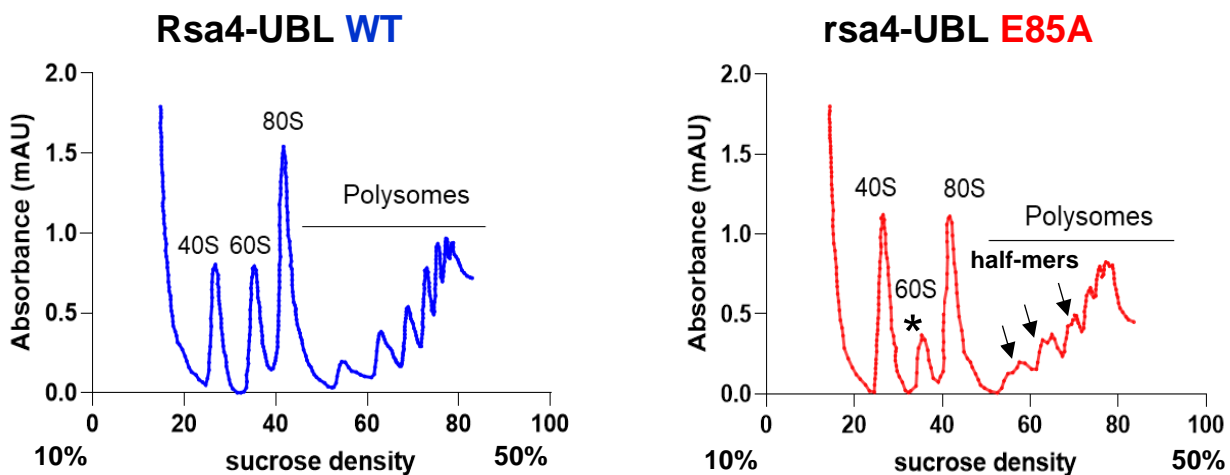 Rsa4-UBL WT
2.0
1.5
1.0
0.5
0.0
Absorbance (mAU)
80S
Polysomes
40S 60S
0 20 40 60 80 100
10% sucrose density 50%
rsa4-UBL E85A
2.0
1.5
1.0
0.5
0.0
Absorbance (mAU)
40S 80S
Polysomes
half-mers
60S
*
0 20 40 60 80 100
10% sucrose density 50%